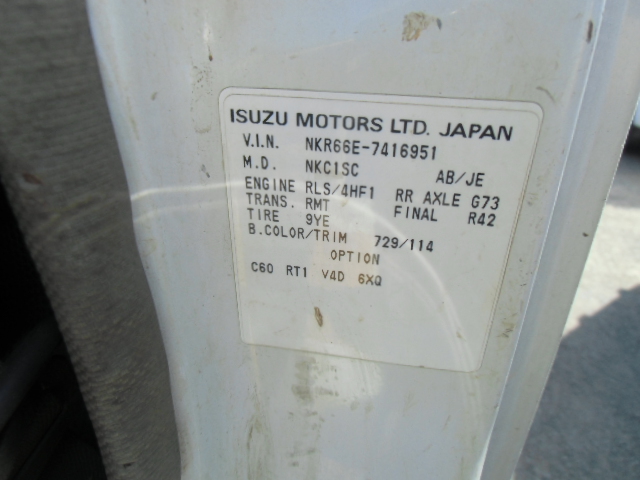 ISUZU MOTORS LTD. JAPAN
V.I.N. NKR66E-7416951
M.D. NKC1SC AB/JE
ENGINE RLS/4HF1 RR AXLE G73
TRANS. RMT FINAL R42
TIRE 9YE
B.COLOR/TRIM 729/114
OPTION
C60 RT1 V4D 6XQ